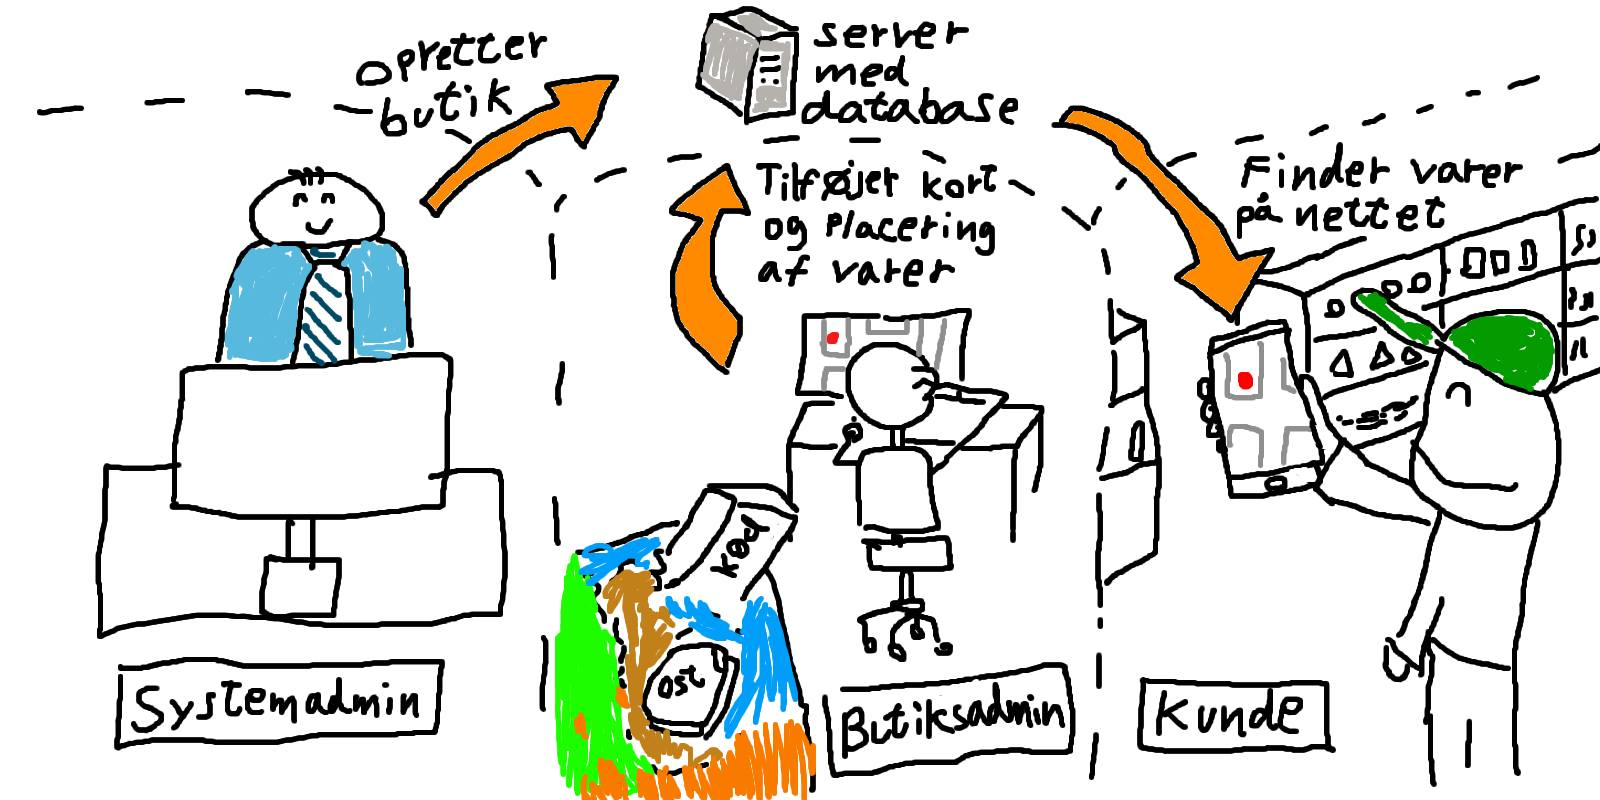 Opretter
butik
server
med
database
Tilføjer kort
og placering
af varer
Finder varer
på nettet
Kød
ost
Systemadmin
Butiksadmin
Kunde